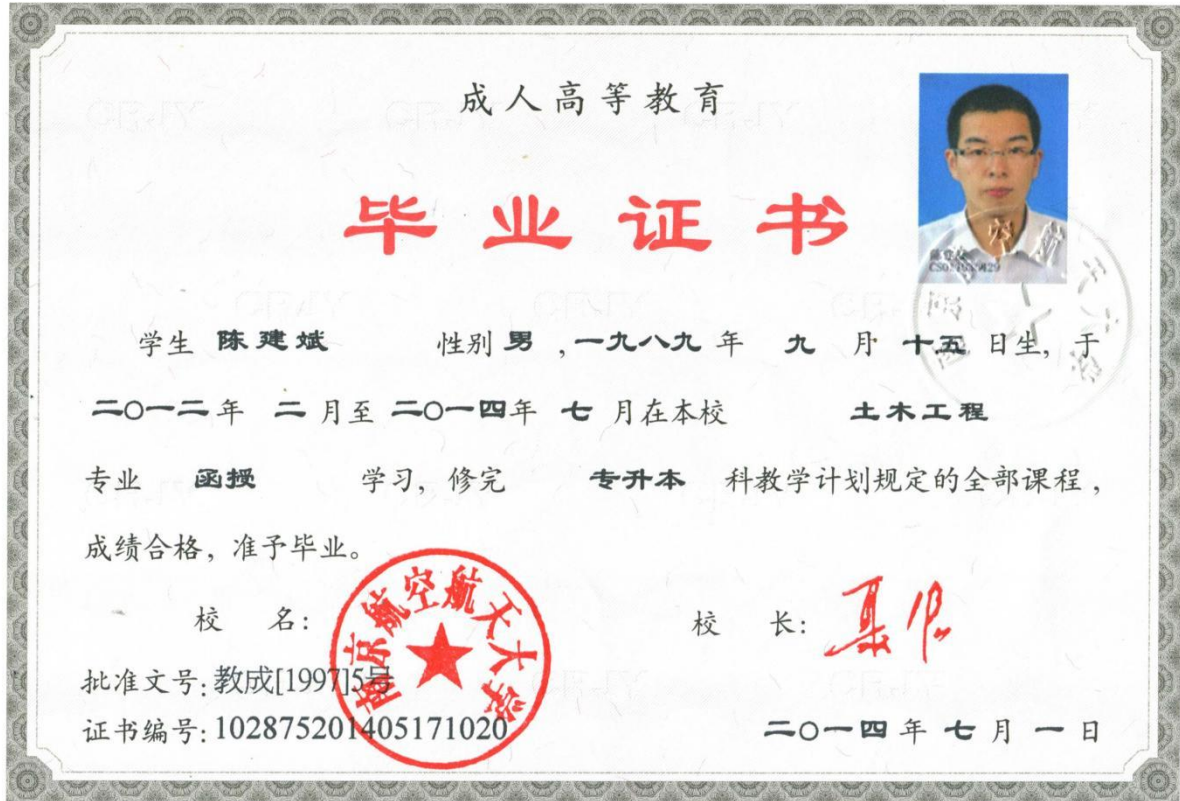 成人高等教育
毕业证书
学生 陈建斌 性别 男 ,一九八九 年 九 月 十五 日生, 于
二〇一二年 二 月至 二〇一四年 七 月在本校 土木工程
专业 函授 学习, 修完 专升本 科教学计划规定的全部课程,
成绩合格, 准予毕业。
校 名:
南京航空航天大学
校 长:
批准文号: 教成[1997]5号
证书编号: 102875201405171020
二〇一四年 七 月 一 日